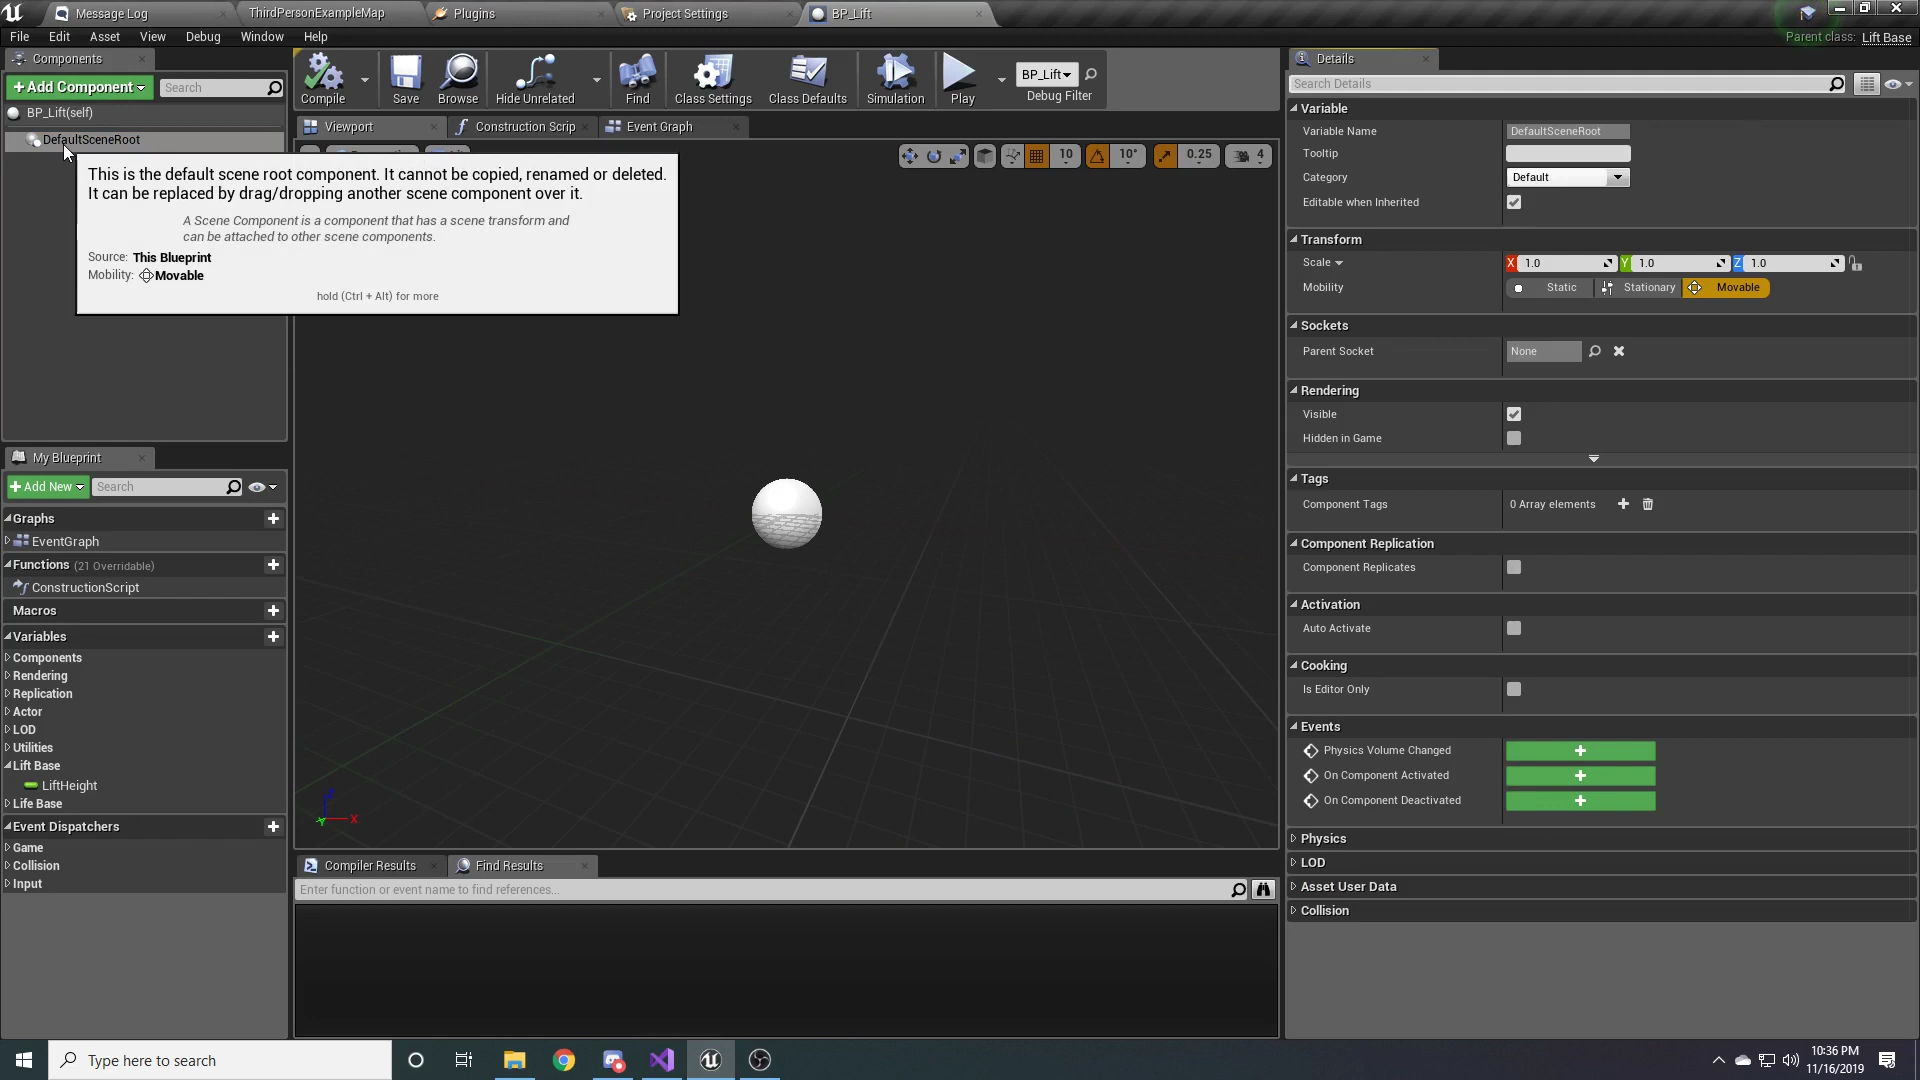 Message Log
ThirdPersonExampleMap
Plugins
Project Settings
BP_Lift
File Edit Asset View Debug Window Help
Parent class: Lift Base
Components
+Add Component
Search
BP_Lift(self)
DefaultSceneRoot
This is the default scene root component. It cannot be copied, renamed or deleted.
It can be replaced by drag/dropping another scene component over it.
A Scene Component is a component that has a scene transform and
can be attached to other scene components.
Source: This Blueprint
Mobility: Movable
hold (Ctrl + Alt) for more
Compile
Save
Browse
Hide Unrelated
Find
Class Settings
Class Defaults
Simulation
Play
BP_Lift
Debug Filter
Viewport
Construction Scrip
Event Graph
10
10°
0.25
4
X
My Blueprint
+Add New
Search
Graphs
EventGraph
Functions (21 Overridable)
ConstructionScript
Macros
Variables
Components
Rendering
Replication
Actor
LOD
Utilities
Lift Base
LiftHeight
Life Base
Event Dispatchers
Game
Collision
Input
Compiler Results
Find Results
Enter function or event name to find references...
Details
Search Details
Variable
Variable Name DefaultSceneRoot
Tooltip
Category Default
Editable when Inherited
Transform
Scale X 1.0 Y 1.0 Z 1.0
Mobility Static Stationary Movable
Sockets
Parent Socket None
Rendering
Visible
Hidden in Game
Tags
Component Tags 0 Array elements
Component Replication
Component Replicates
Activation
Auto Activate
Cooking
Is Editor Only
Events
Physics Volume Changed +
On Component Activated +
On Component Deactivated +
Physics
LOD
Asset User Data
Collision
Type here to search
10:36 PM
11/16/2019